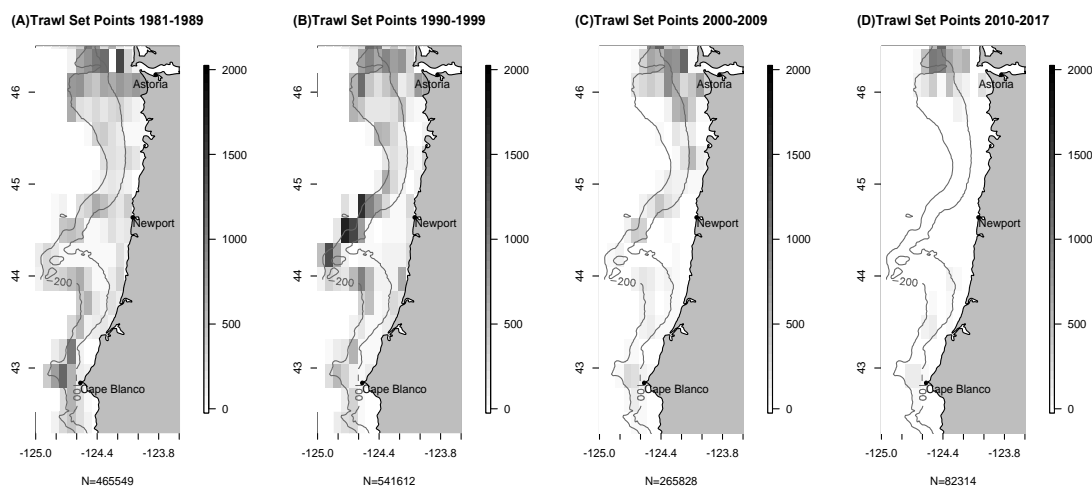 (A)Trawl Set Points 1981-1989
46
45
44
43
Astoria
Newport
-200
Cape Blanco
2000
1500
1000
500
0
-125.0
-124.4
-123.8
N=465549
(B)Trawl Set Points 1990-1999
46
45
44
43
Astoria
Newport
-200
Cape Blanco
2000
1500
1000
500
0
-125.0
-124.4
-123.8
N=541612
(C)Trawl Set Points 2000-2009
46
45
44
43
Astoria
Newport
-200
Cape Blanco
2000
1500
1000
500
0
-125.0
-124.4
-123.8
N=265828
(D)Trawl Set Points 2010-2017
46
45
44
43
Astoria
Newport
-200
Cape Blanco
2000
1500
1000
500
0
-125.0
-124.4
-123.8
N=82314